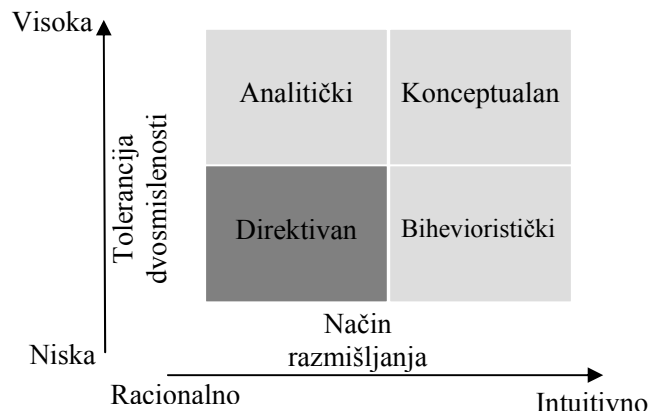 Visoka
Analitički
Konceptualan
Tolerancija
dvosmislenosti
Direktivan
Bihevioristički
Način
razmišljanja
Niska
Racionalno
Intuitivno